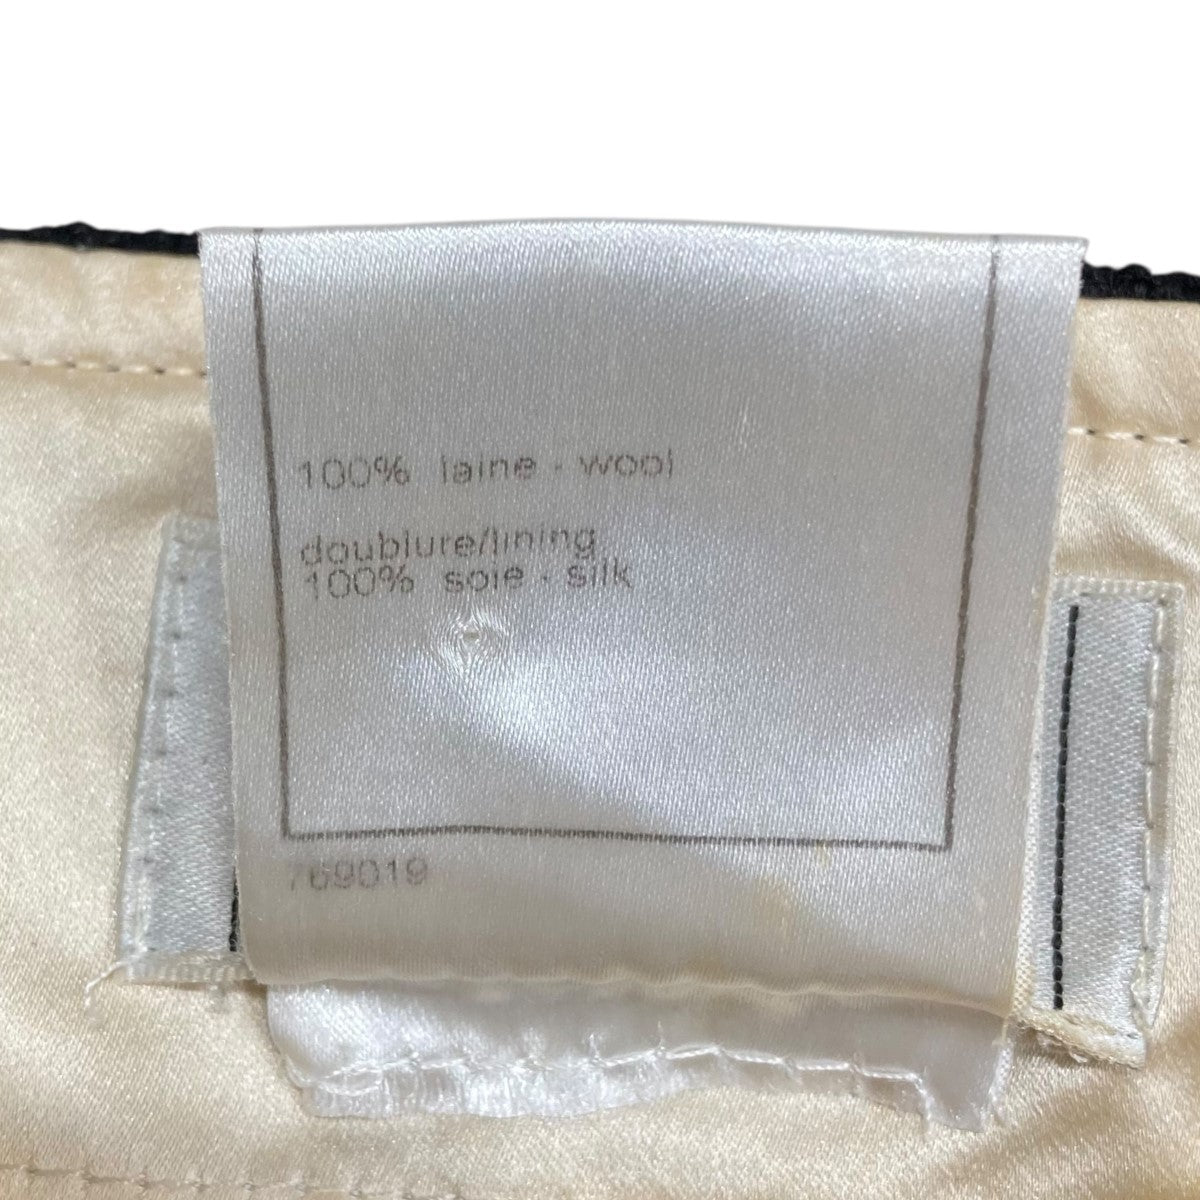 100% laine - wool
doublure/lining
100% soie - silk
769019